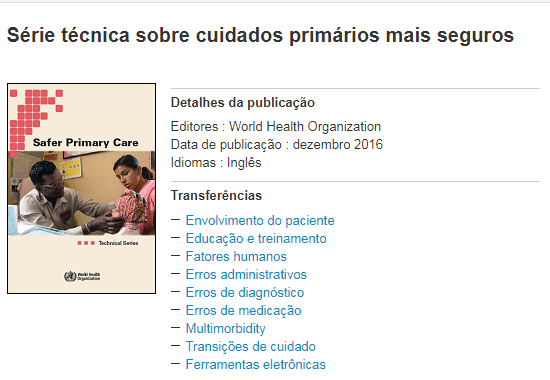 Série técnica sobre cuidados primários mais seguros
Safer Primary Care
Technical Series
World Health
Organization
Detalhes da publicação
Editores : World Health Organization
Data de publicação : dezembro 2016
Idiomas : Inglês
Transferências
— Envolvimento do paciente
— Educação e treinamento
— Fatores humanos
— Erros administrativos
— Erros de diagnóstico
— Erros de medicação
— Multimorbidity
— Transições de cuidado
— Ferramentas eletrônicas